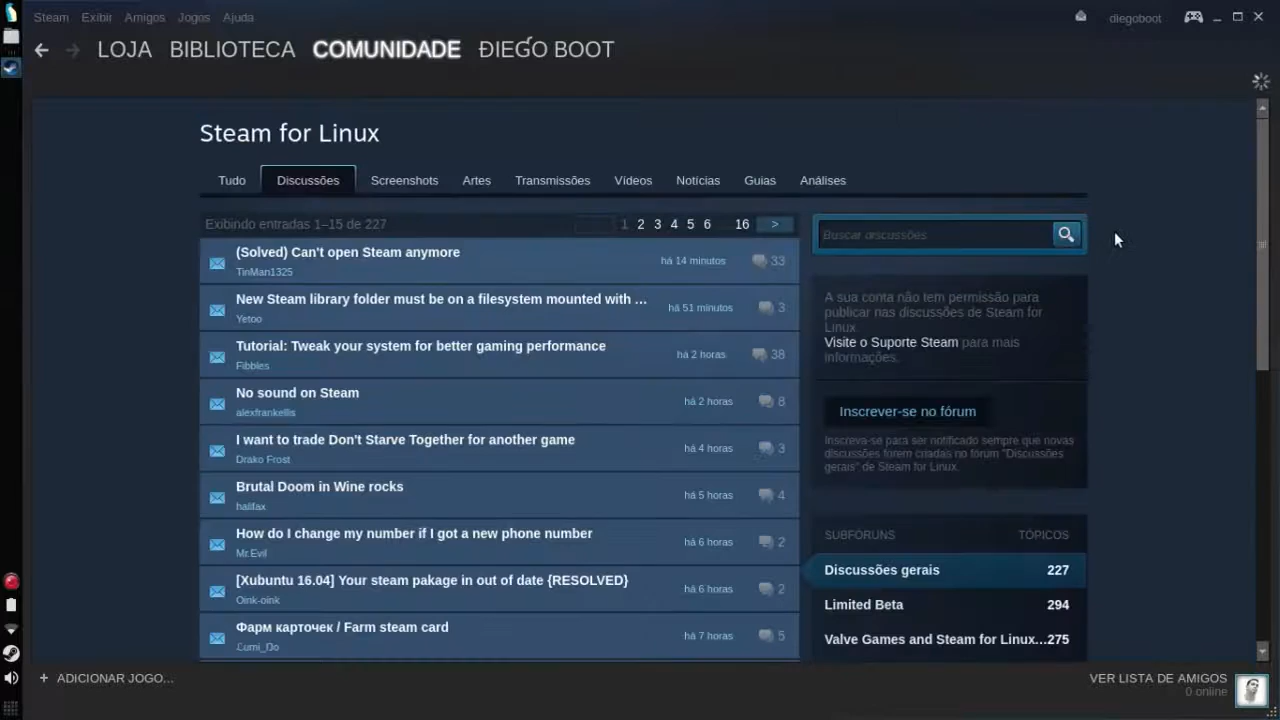 Steam Exibir Amigos Jogos Ajuda
diegoboot
LOJA BIBLIOTECA COMUNIDADE ĐIEƓO BOOT
Steam for Linux
Tudo Discussões Screenshots Artes Transmissões Vídeos Notícias Guias Análises
Exibindo entradas 1–15 de 227
1 2 3 4 5 6 16 >
Buscar discussões
(Solved) Can't open Steam anymore
TinMan1325
há 14 minutos 33
New Steam library folder must be on a filesystem mounted with ...
Yetoo
há 51 minutos 3
Tutorial: Tweak your system for better gaming performance
Fibbles
há 2 horas 38
No sound on Steam
alexfrankellis
há 2 horas 8
I want to trade Don't Starve Together for another game
Drako Frost
há 4 horas 3
Brutal Doom in Wine rocks
halifax
há 5 horas 4
How do I change my number if I got a new phone number
Mr.Evil
há 6 horas 2
[Xubuntu 16.04] Your steam pakage in out of date {RESOLVED}
Oink-oink
há 6 horas 2
Фарм карточек / Farm steam card
há 7 horas 5
A sua conta não tem permissão para
publicar nas discussões de Steam for
Linux.
Visite o Suporte Steam para mais
informações.
Inscrever-se no fórum
Inscreva-se para ser notificado sempre que novas
discussões forem criadas no fórum "Discussões
gerais" de Steam for Linux.
SUBFÓRUNS TÓPICOS
Discussões gerais 227
Limited Beta 294
Valve Games and Steam for Linux...275
+ ADICIONAR JOGO...
VER LISTA DE AMIGOS
0 online